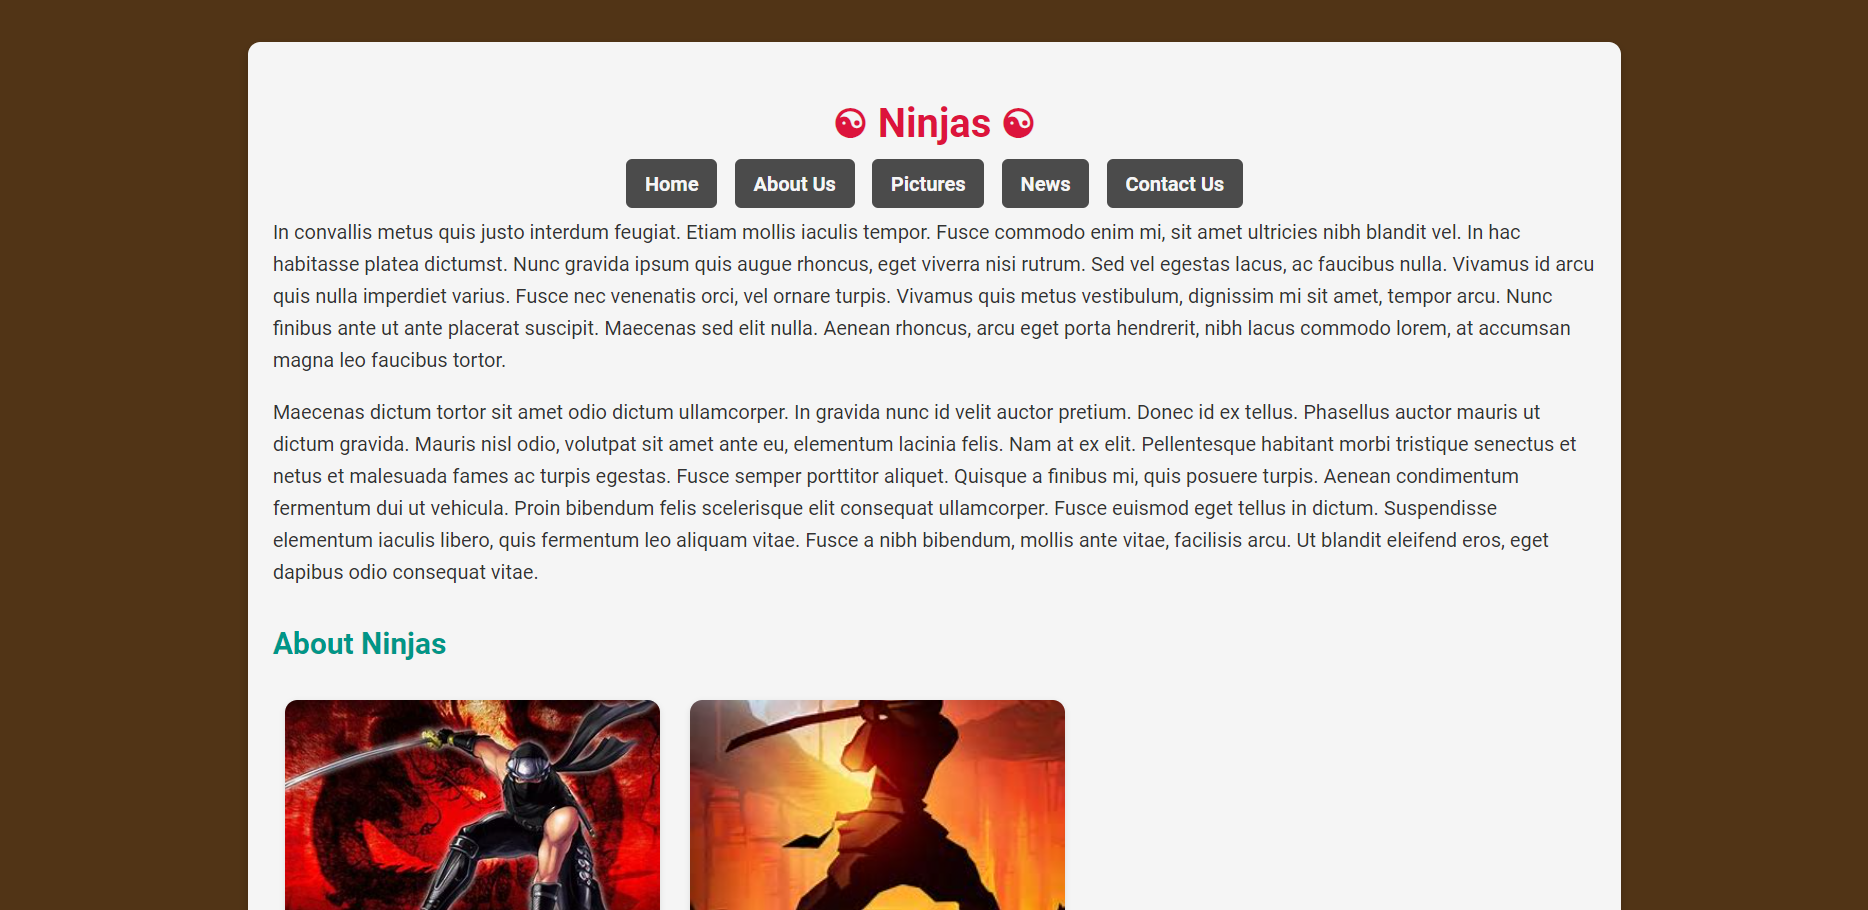 ☯ Ninjas ☯
Home About Us Pictures News Contact Us
In convallis metus quis justo interdum feugiat. Etiam mollis iaculis tempor. Fusce commodo enim mi, sit amet ultricies nibh blandit vel. In hac
habitasse platea dictumst. Nunc gravida ipsum quis augue rhoncus, eget viverra nisi rutrum. Sed vel egestas lacus, ac faucibus nulla. Vivamus id arcu
quis nulla imperdiet varius. Fusce nec venenatis orci, vel ornare turpis. Vivamus quis metus vestibulum, dignissim mi sit amet, tempor arcu. Nunc
finibus ante ut ante placerat suscipit. Maecenas sed elit nulla. Aenean rhoncus, arcu eget porta hendrerit, nibh lacus commodo lorem, at accumsan
magna leo faucibus tortor.
Maecenas dictum tortor sit amet odio dictum ullamcorper. In gravida nunc id velit auctor pretium. Donec id ex tellus. Phasellus auctor mauris ut
dictum gravida. Mauris nisl odio, volutpat sit amet ante eu, elementum lacinia felis. Nam at ex elit. Pellentesque habitant morbi tristique senectus et
netus et malesuada fames ac turpis egestas. Fusce semper porttitor aliquet. Quisque a finibus mi, quis posuere turpis. Aenean condimentum
fermentum dui ut vehicula. Proin bibendum felis scelerisque elit consequat ullamcorper. Fusce euismod eget tellus in dictum. Suspendisse
elementum iaculis libero, quis fermentum leo aliquam vitae. Fusce a nibh bibendum, mollis ante vitae, facilisis arcu. Ut blandit eleifend eros, eget
dapibus odio consequat vitae.
About Ninjas